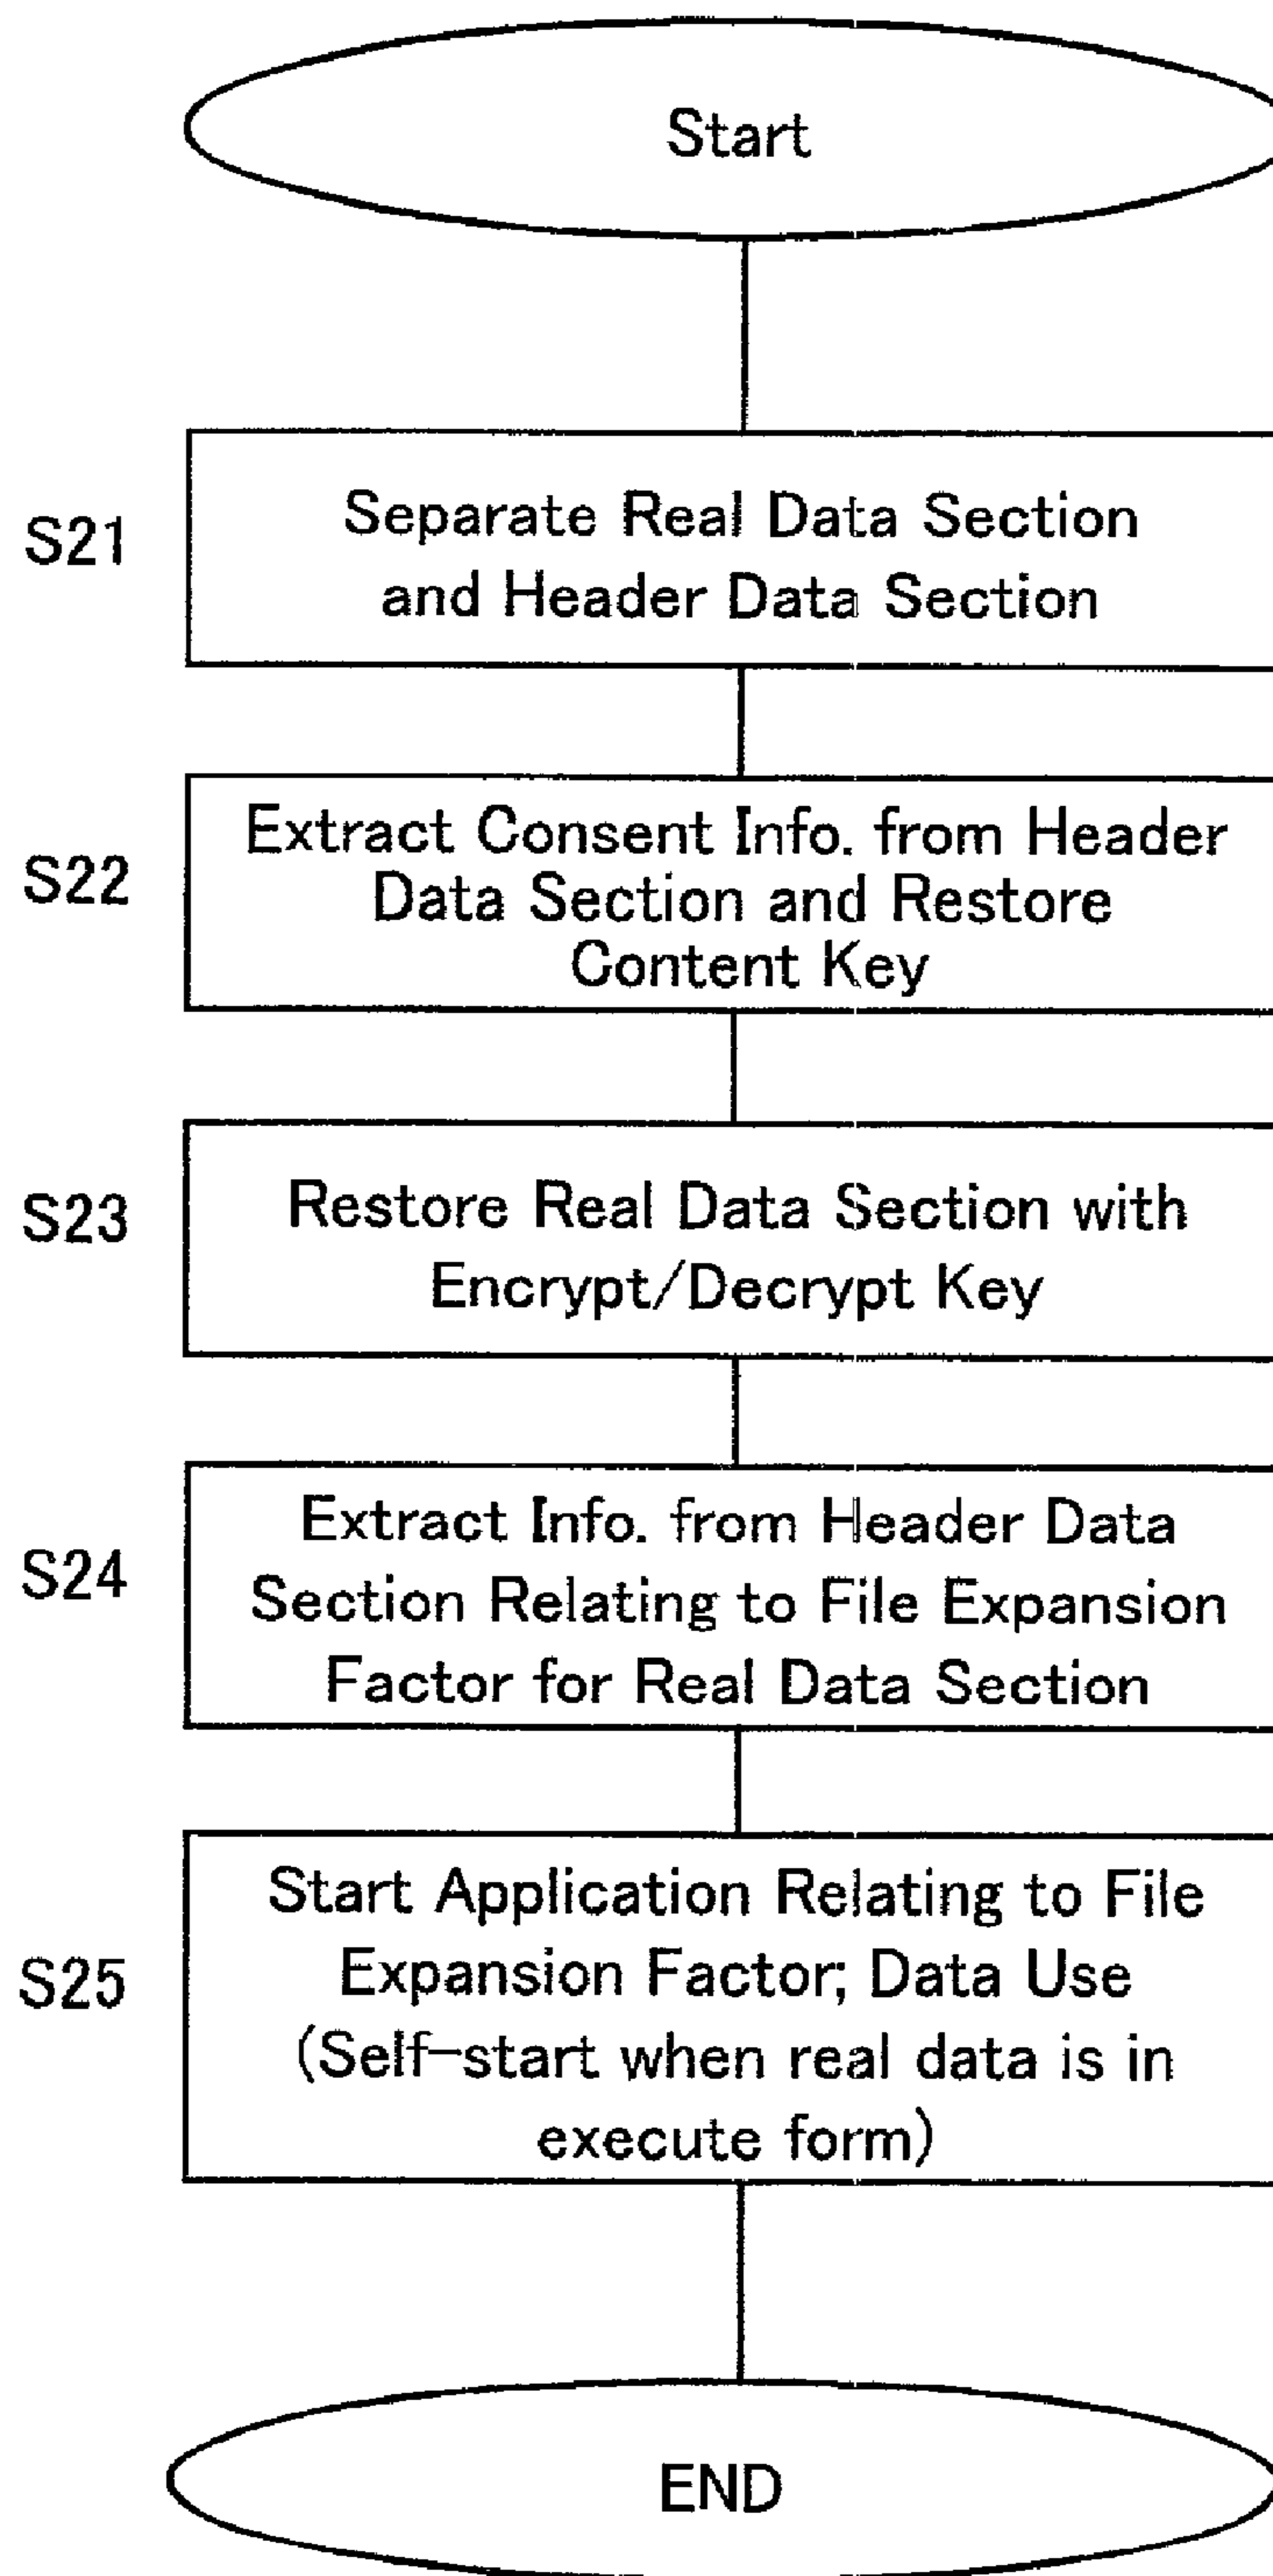 Start
S21
Separate Real Data Section
and Header Data Section
S22
Extract Consent Info. from Header
Data Section and Restore
Content Key
S23
Restore Real Data Section with
Encrypt/Decrypt Key
S24
Extract Info. from Header Data
Section Relating to File Expansion
Factor for Real Data Section
S25
Start Application Relating to File
Expansion Factor; Data Use
(Self-start when real data is in
execute form)
END